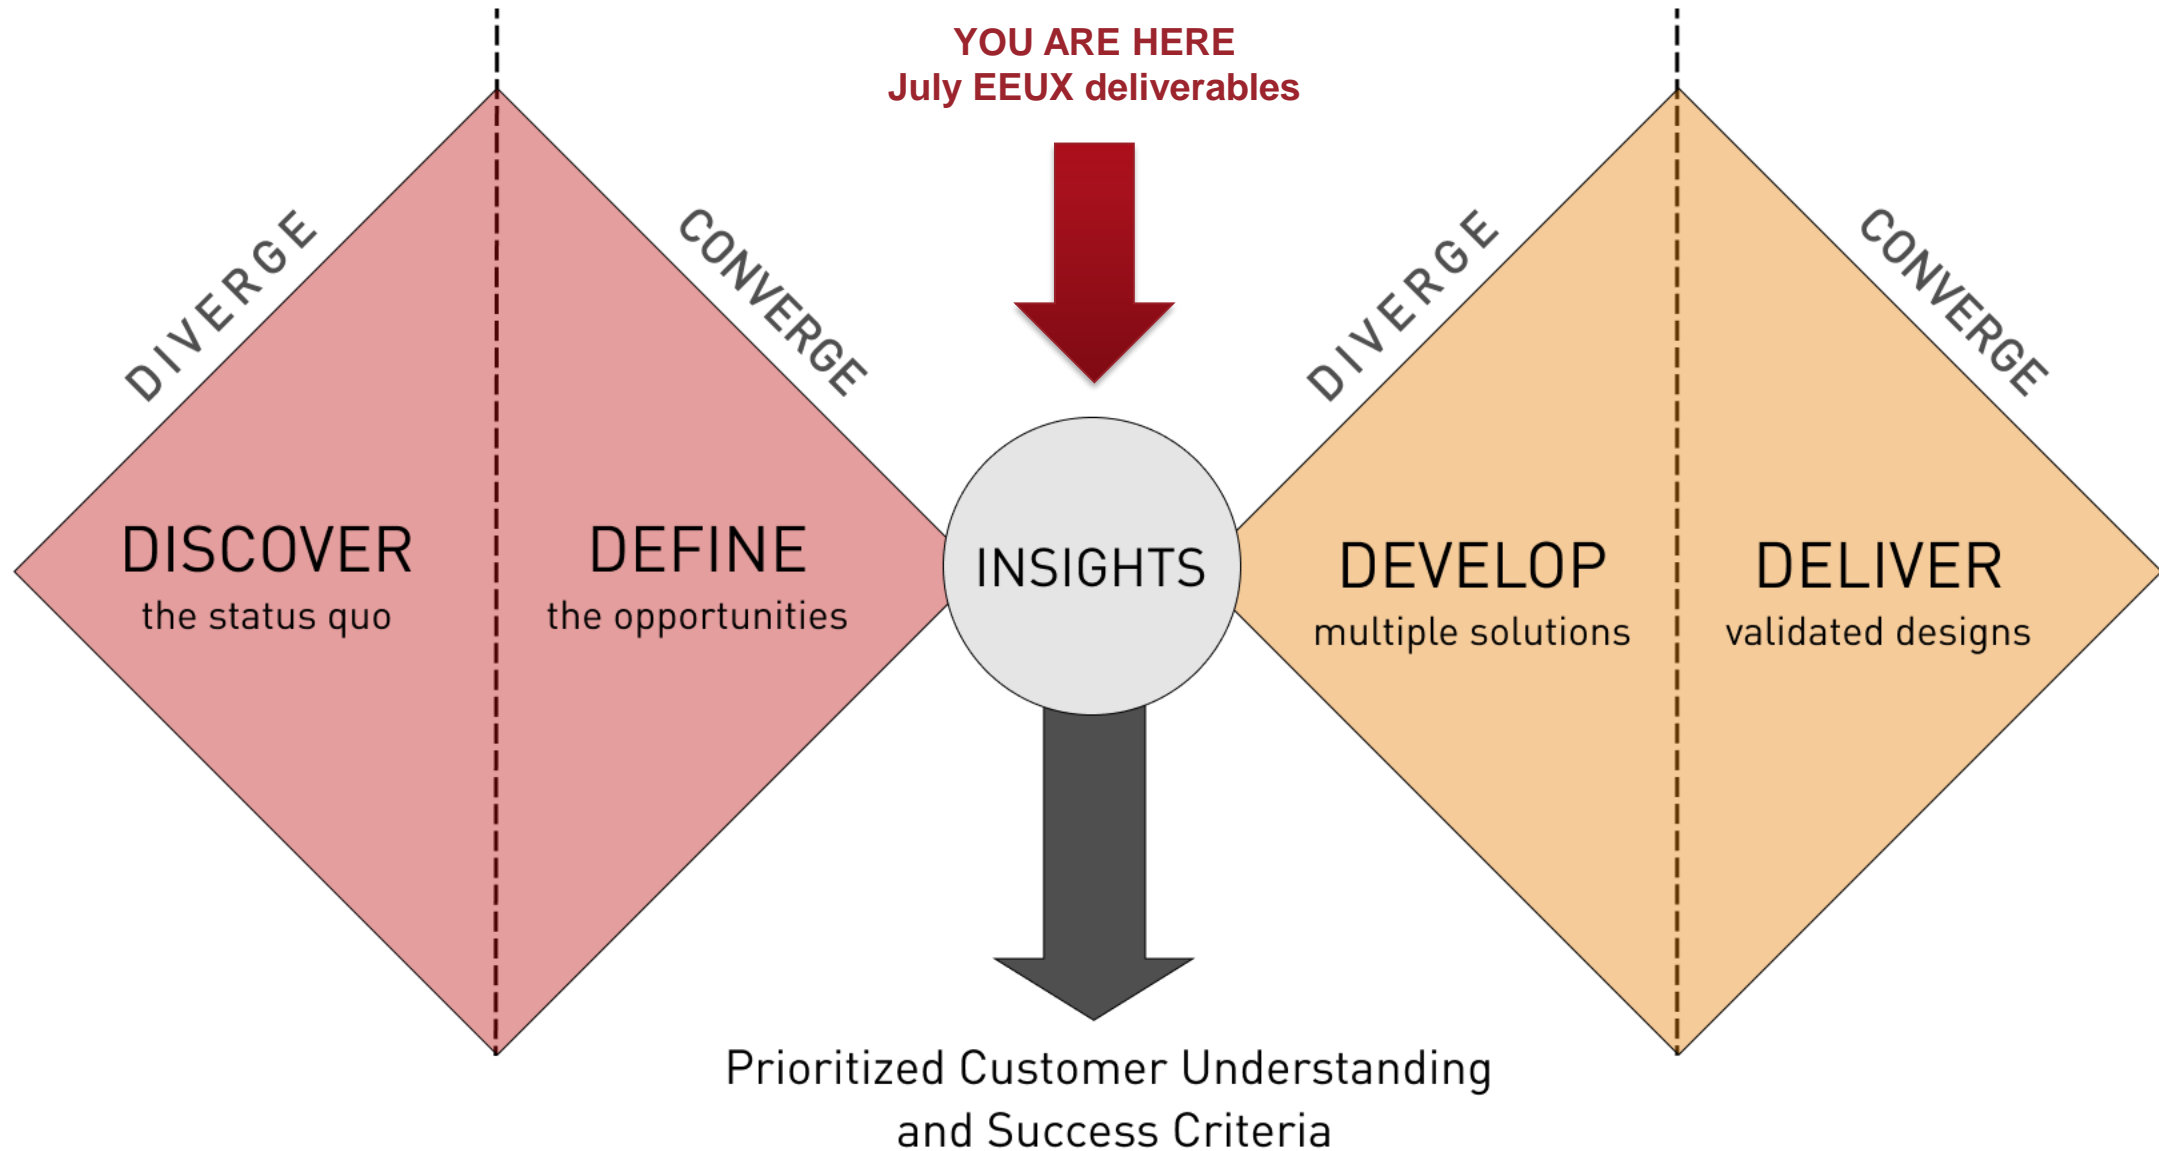 YOU ARE HERE
July EEUX deliverables
DIVERGE
CONVERGE
DISCOVER
the status quo
DEFINE
the opportunities
INSIGHTS
DIVERGE
CONVERGE
DEVELOP
multiple solutions
DELIVER
validated designs
Prioritized Customer Understanding
and Success Criteria